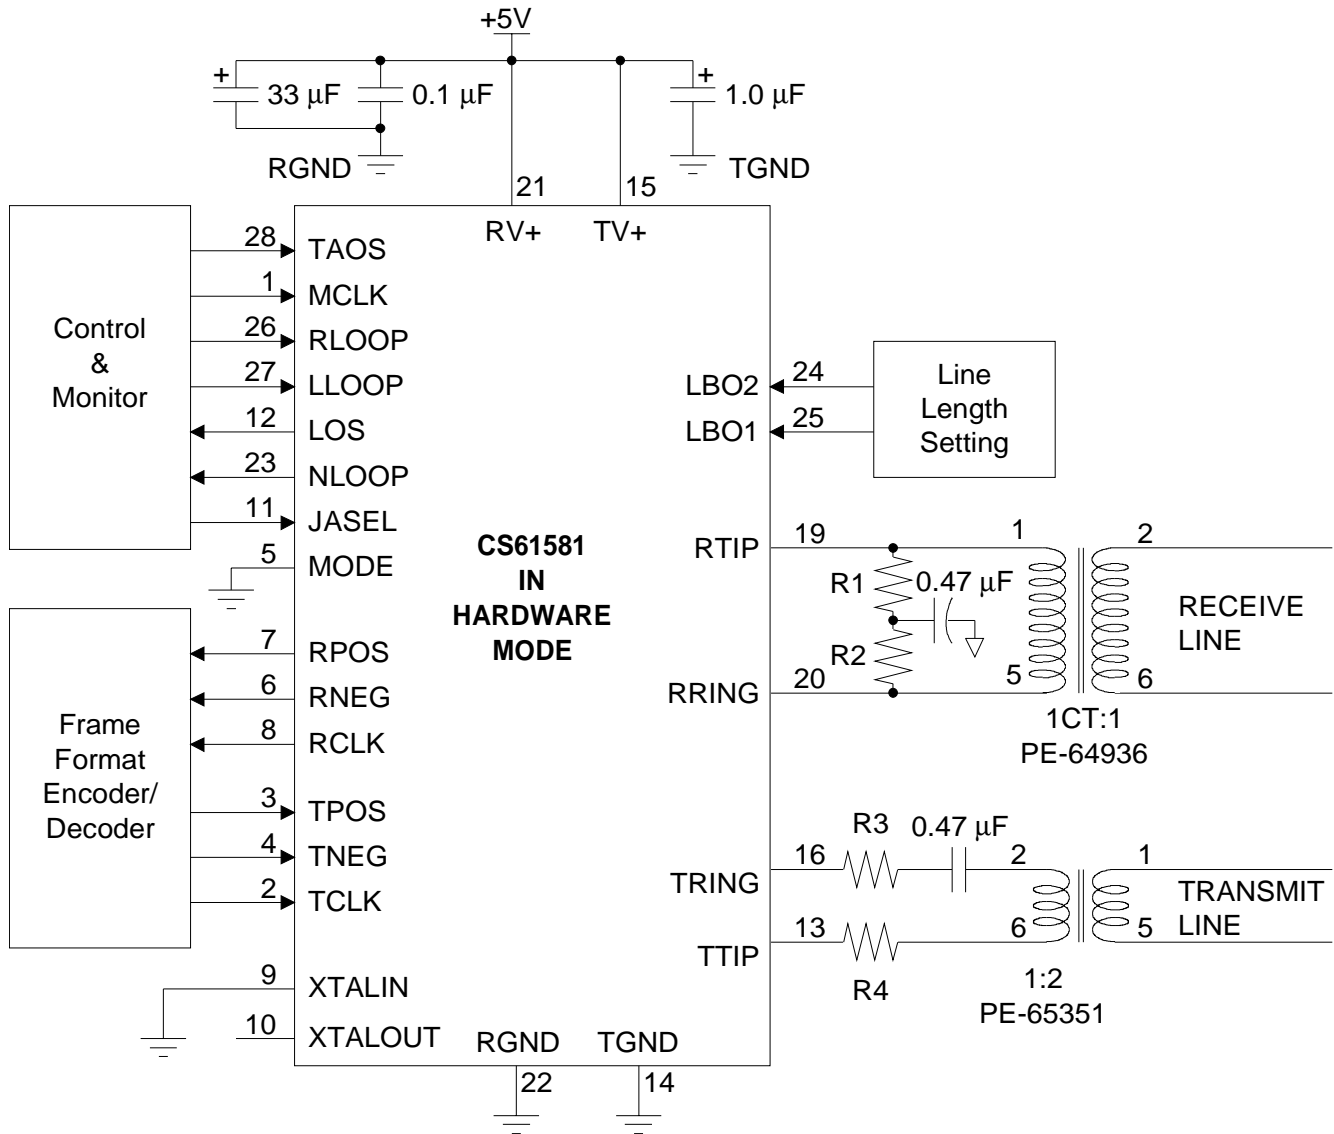 +5V
+
33 μF
0.1 μF
+
1.0 μF
RGND
TGND
21
15
RV+
TV+
Control
&
Monitor
28
TAOS
1
MCLK
26
RLOOP
27
LLOOP
12
LOS
23
NLOOP
11
JASEL
5
MODE
Frame
Format
Encoder/
Decoder
7
RPOS
6
RNEG
8
RCLK
3
TPOS
4
TNEG
2
TCLK
9
XTALIN
10
XTALOUT
CS61581
IN
HARDWARE
MODE
LBO2
24
LBO1
25
Line
Length
Setting
RTIP
19
R1
0.47 μF
R2
RRING
20
1
2
5
6
RECEIVE
LINE
1CT:1
PE-64936
TRING
16
R3
0.47 μF
2
1
TTIP
13
R4
6
5
TRANSMIT
LINE
1:2
PE-65351
RGND
TGND
22
14